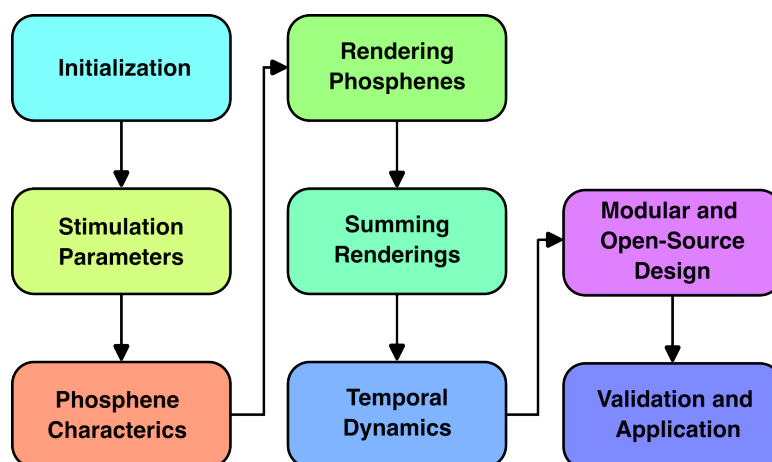 Initialization
Stimulation
Parameters
Phosphene
Characterics
Rendering
Phosphenes
Summing
Renderings
Temporal
Dynamics
Modular and
Open-Source
Design
Validation and
Application